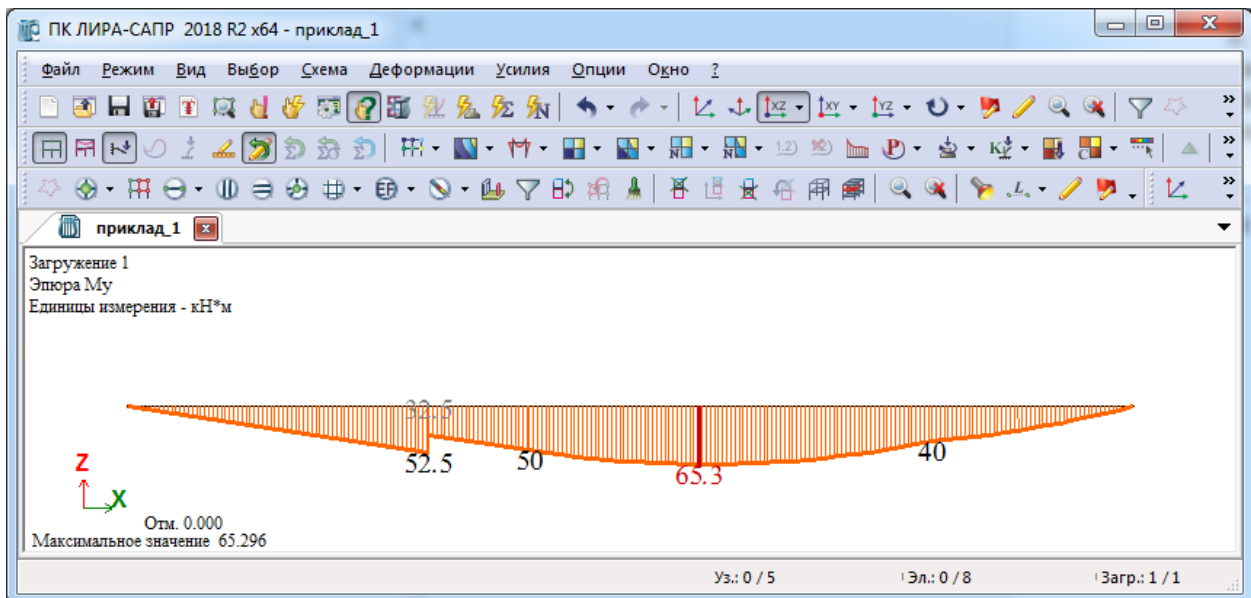 ПК ЛИРА-САПР 2018 R2 x64 - приклад_1
Файл Режим Вид Выбор Схема Деформации Усилия Опции Окно ?
приклад_1
Загружение 1
Эпюра My
Единицы измерения - кН*м
32.5
52.5 50 65.3 40
Z
X
Отм. 0.000
Максимальное значение 65.296
Уз.: 0 / 5 Эл.: 0 / 8 Загр.: 1 / 1